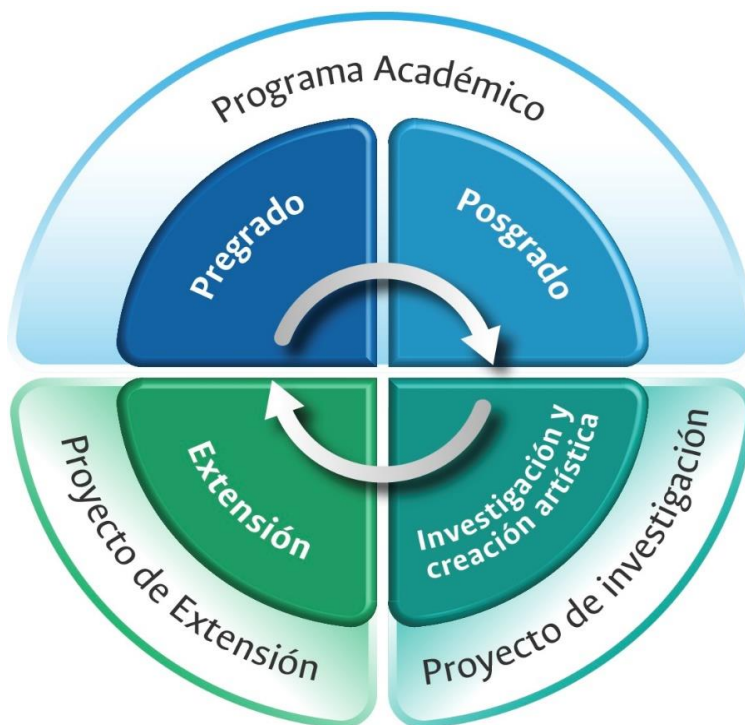 Programa Académico
Pregrado
Posgrado
Extensión
Investigación y
creación artística
Proyecto de Extensión
Proyecto de investigación